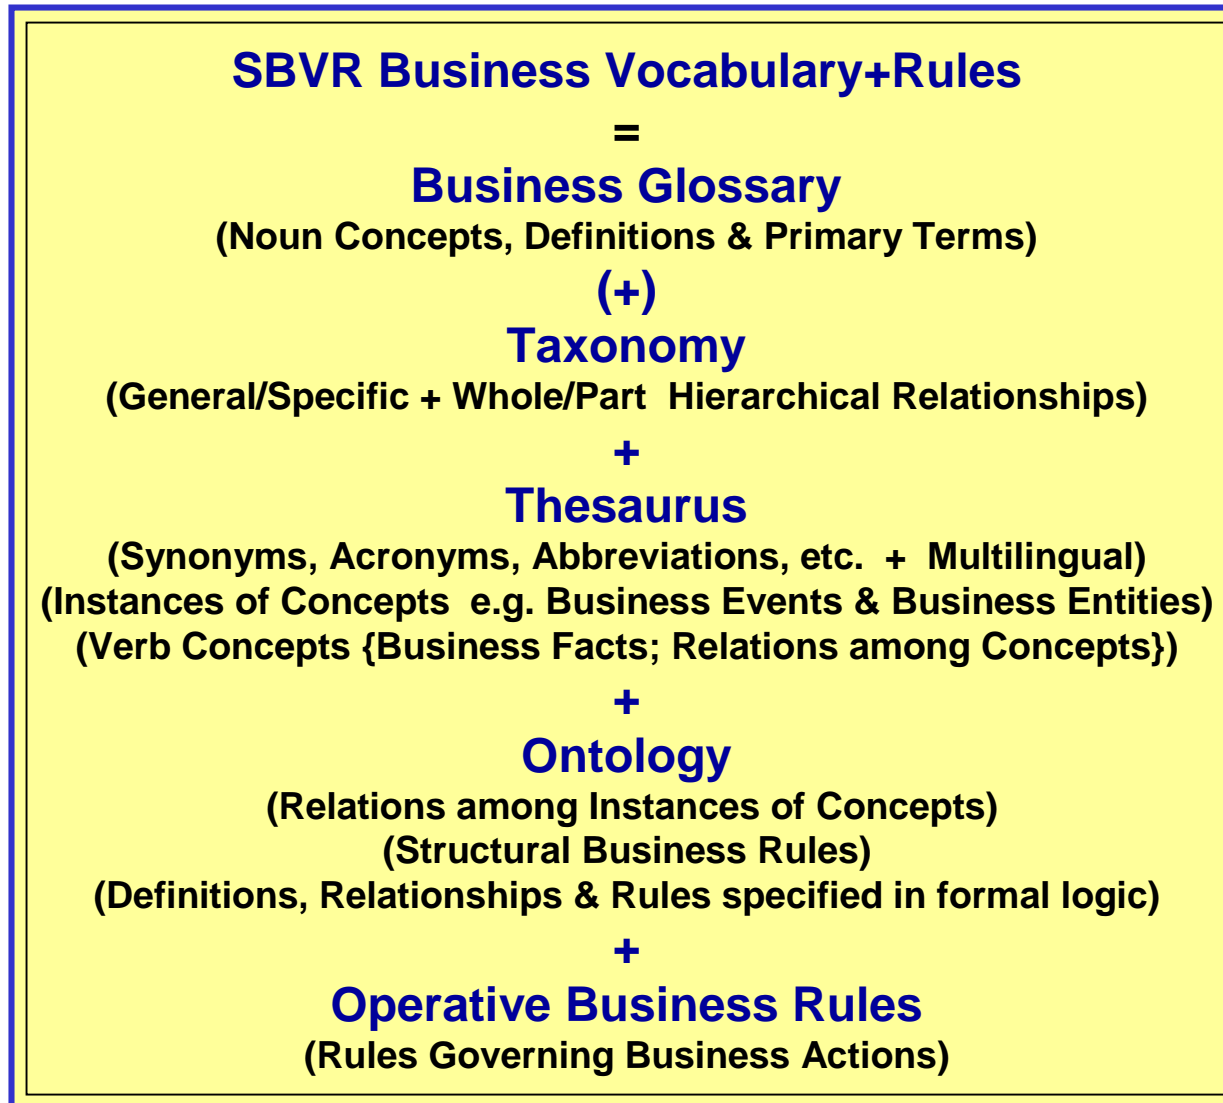 SBVR Business Vocabulary+Rules
=
Business Glossary
(Noun Concepts, Definitions & Primary Terms)
(+)
Taxonomy
(General/Specific + Whole/Part  Hierarchical Relationships)
+
Thesaurus
(Synonyms, Acronyms, Abbreviations, etc.  +  Multilingual)
(Instances of Concepts  e.g. Business Events & Business Entities)
(Verb Concepts {Business Facts; Relations among Concepts})
+
Ontology
(Relations among Instances of Concepts)
(Structural Business Rules)
(Definitions, Relationships & Rules specified in formal logic)
+
Operative Business Rules
(Rules Governing Business Actions)